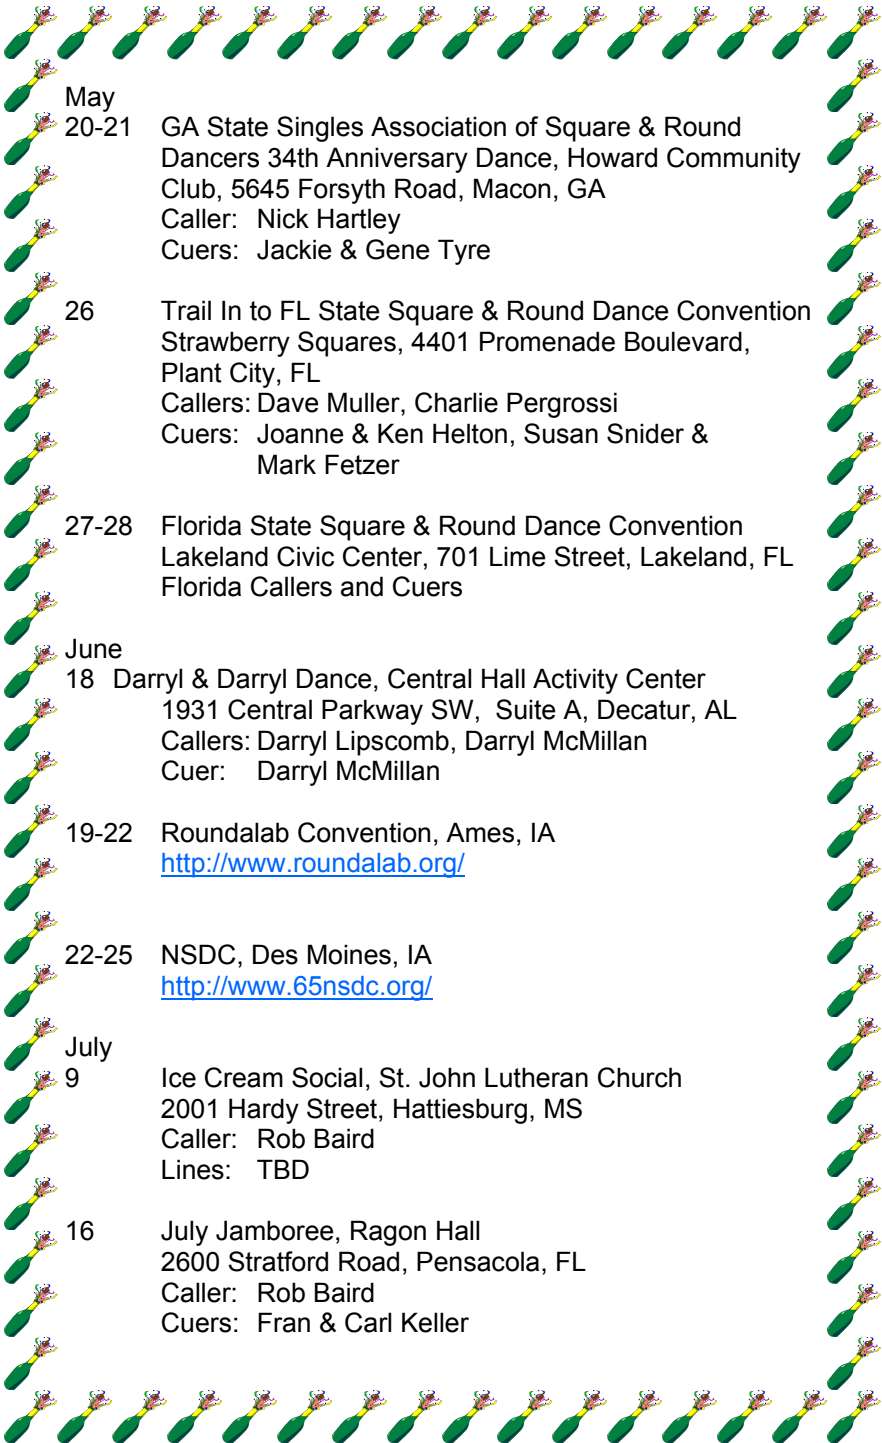 May
20-21 GA State Singles Association of Square & Round
Dancers 34th Anniversary Dance, Howard Community
Club, 5645 Forsyth Road, Macon, GA
Caller: Nick Hartley
Cuers: Jackie & Gene Tyre
26 Trail In to FL State Square & Round Dance Convention
Strawberry Squares, 4401 Promenade Boulevard,
Plant City, FL
Callers: Dave Muller, Charlie Pergrossi
Cuers: Joanne & Ken Helton, Susan Snider &
Mark Fetzer
27-28 Florida State Square & Round Dance Convention
Lakeland Civic Center, 701 Lime Street, Lakeland, FL
Florida Callers and Cuers
June
18 Darryl & Darryl Dance, Central Hall Activity Center
1931 Central Parkway SW, Suite A, Decatur, AL
Callers: Darryl Lipscomb, Darryl McMillan
Cuer: Darryl McMillan
19-22 Roundalab Convention, Ames, IA
http://www.roundalab.org/
22-25 NSDC, Des Moines, IA
http://www.65nsdc.org/
July
9 Ice Cream Social, St. John Lutheran Church
2001 Hardy Street, Hattiesburg, MS
Caller: Rob Baird
Lines: TBD
16 July Jamboree, Ragon Hall
2600 Stratford Road, Pensacola, FL
Caller: Rob Baird
Cuers: Fran & Carl Keller